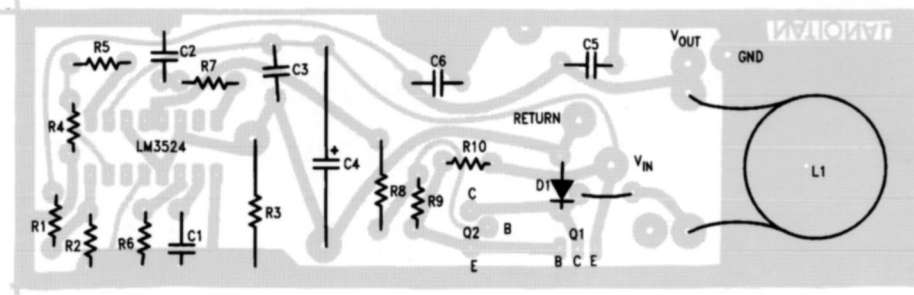 NATIONAL
C5
VOUT
R5
C2
GND
C6
R7
C3
RETURN
R4
LM3524
R10
+
C4
VIN
L1
D1
R8
C
R9
R3
R1
B
Q2
Q1
R2
R6
C1
E
B C E